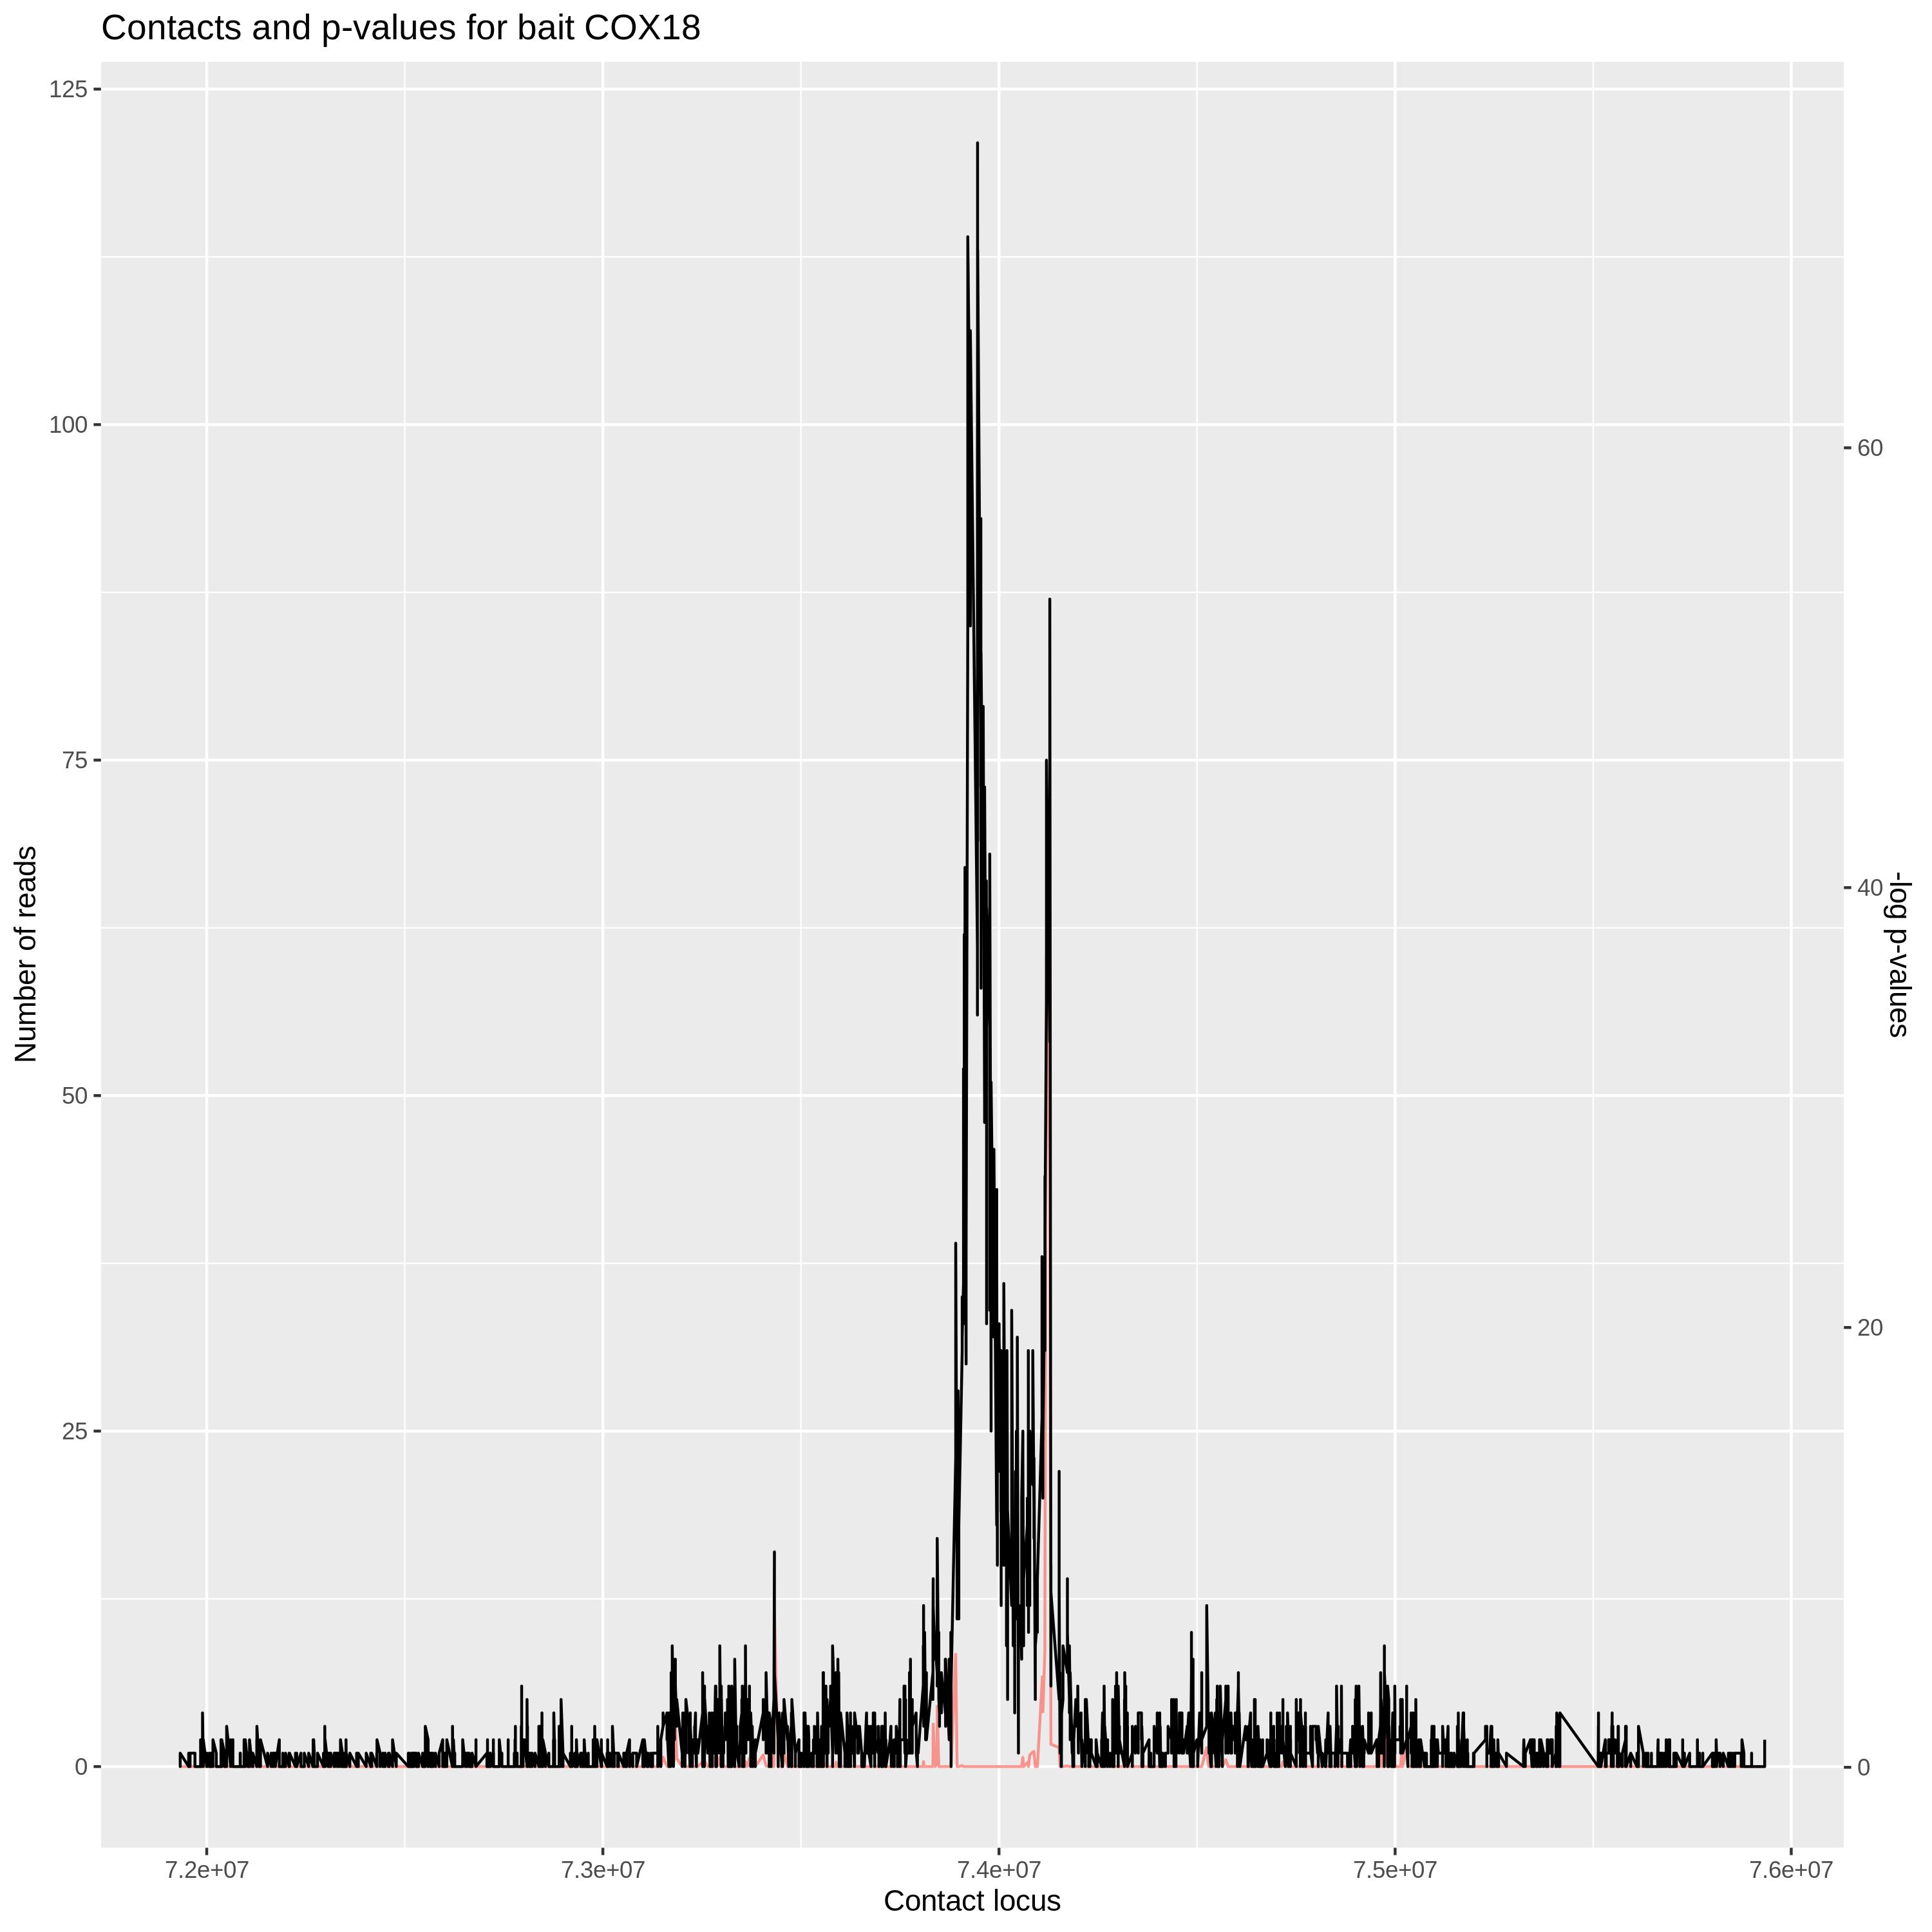 Contacts and p-values for bait COX18
125
100
75
50
25
0
Number of reads
60
40
20
0
-log p-values
7.2e+07 7.3e+07 7.4e+07 7.5e+07 7.6e+07
Contact locus